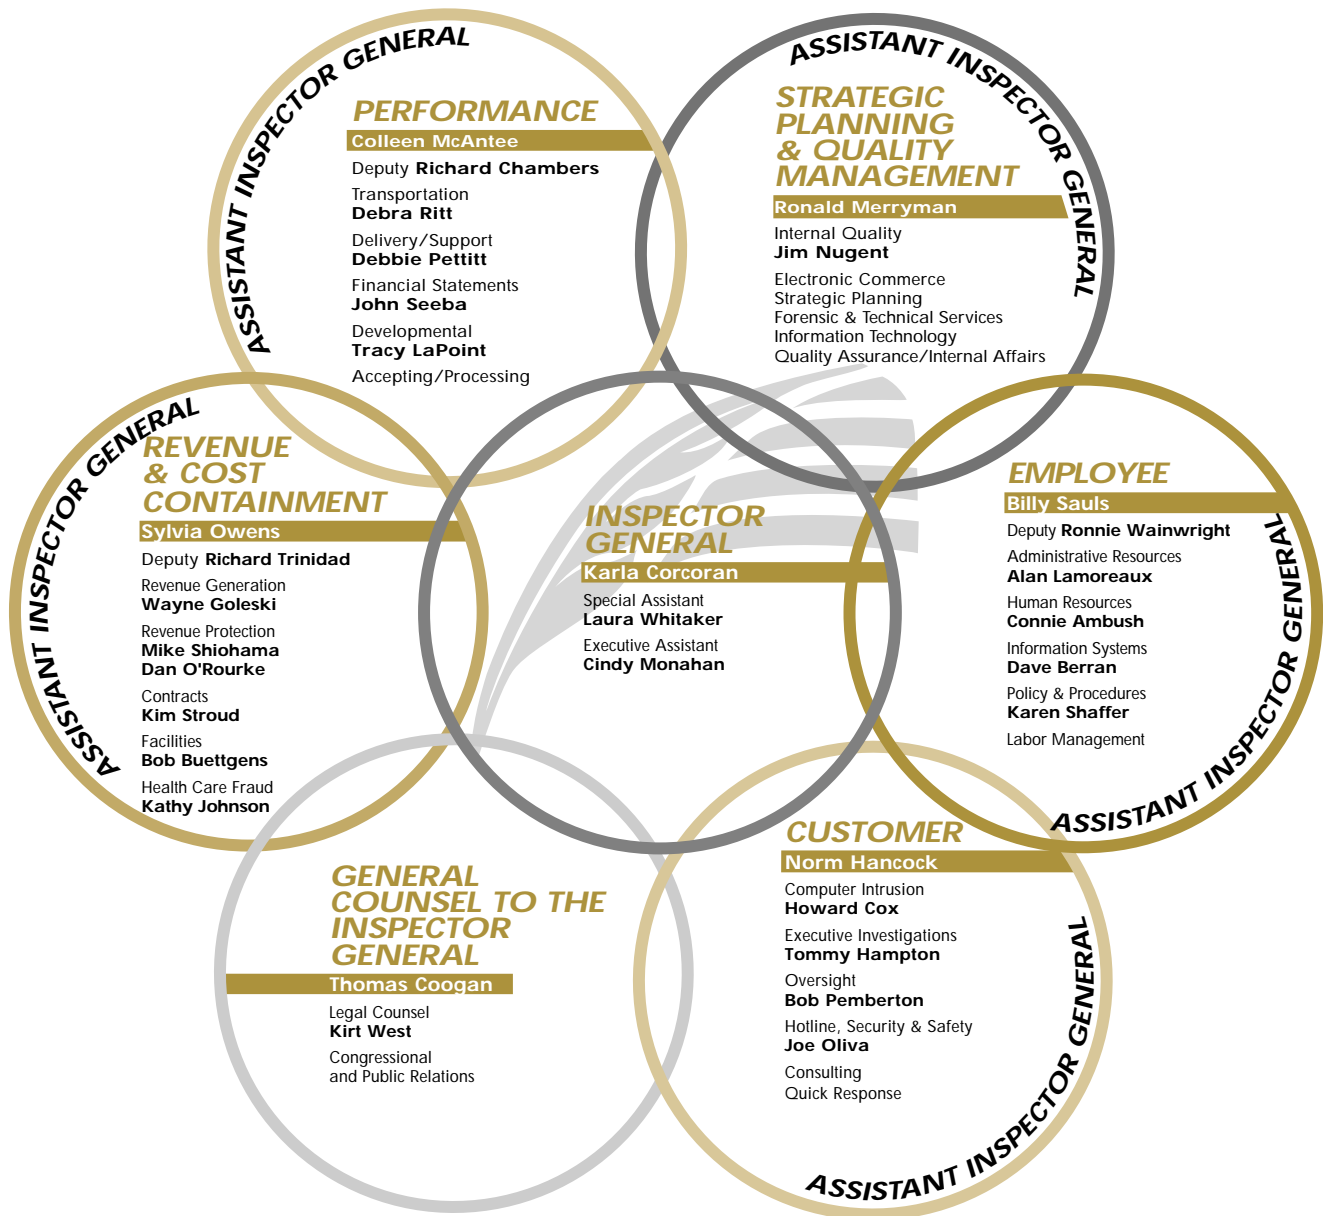 ASSISTANT INSPECTOR GENERAL
PERFORMANCE
Colleen McAntee
Deputy Richard Chambers
Transportation
Debra Ritt
Delivery/Support
Debbie Pettitt
Financial Statements
John Seeba
Developmental
Tracy LaPoint
Accepting/Processing
ASSISTANT INSPECTOR GENERAL
STRATEGIC
PLANNING
& QUALITY
MANAGEMENT
Ronald Merryman
Internal Quality
Jim Nugent
Electronic Commerce
Strategic Planning
Forensic & Technical Services
Information Technology
Quality Assurance/Internal Affairs
ASSISTANT INSPECTOR GENERAL
REVENUE
& COST
CONTAINMENT
Sylvia Owens
Deputy Richard Trinidad
Revenue Generation
Wayne Goleski
Revenue Protection
Mike Shiohama
Dan O'Rourke
Contracts
Kim Stroud
Facilities
Bob Buettgens
Health Care Fraud
Kathy Johnson
INSPECTOR
GENERAL
Karla Corcoran
Special Assistant
Laura Whitaker
Executive Assistant
Cindy Monahan
EMPLOYEE
Billy Sauls
Deputy Ronnie Wainwright
Administrative Resources
Alan Lamoreaux
Human Resources
Connie Ambush
Information Systems
Dave Berran
Policy & Procedures
Karen Shaffer
Labor Management
ASSISTANT INSPECTOR GENERAL
GENERAL
COUNSEL TO THE
INSPECTOR
GENERAL
Thomas Coogan
Legal Counsel
Kirt West
Congressional
and Public Relations
CUSTOMER
Norm Hancock
Computer Intrusion
Howard Cox
Executive Investigations
Tommy Hampton
Oversight
Bob Pemberton
Hotline, Security & Safety
Joe Oliva
Consulting
Quick Response
ASSISTANT INSPECTOR GENERAL